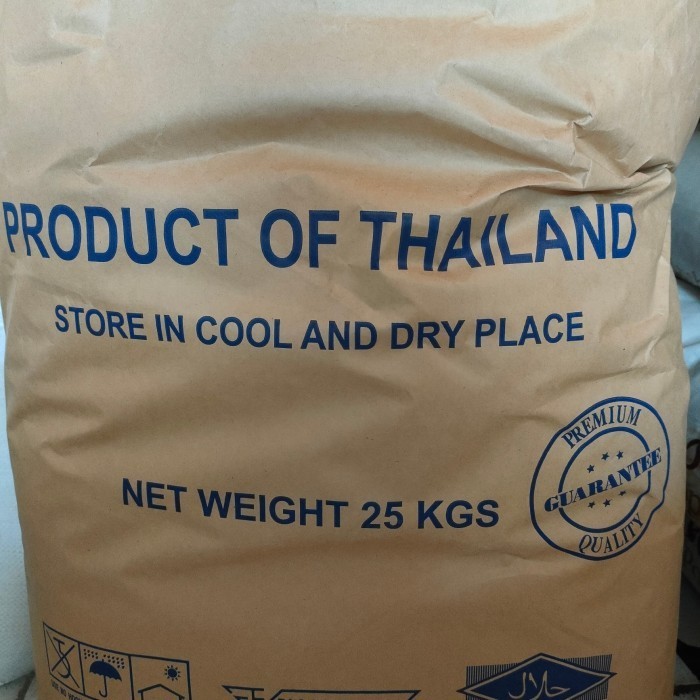 PRODUCT OF THAILAND
STORE IN COOL AND DRY PLACE
PREMIUM
GUARANTEE
QUALITY
NET WEIGHT 25 KGS
حلال